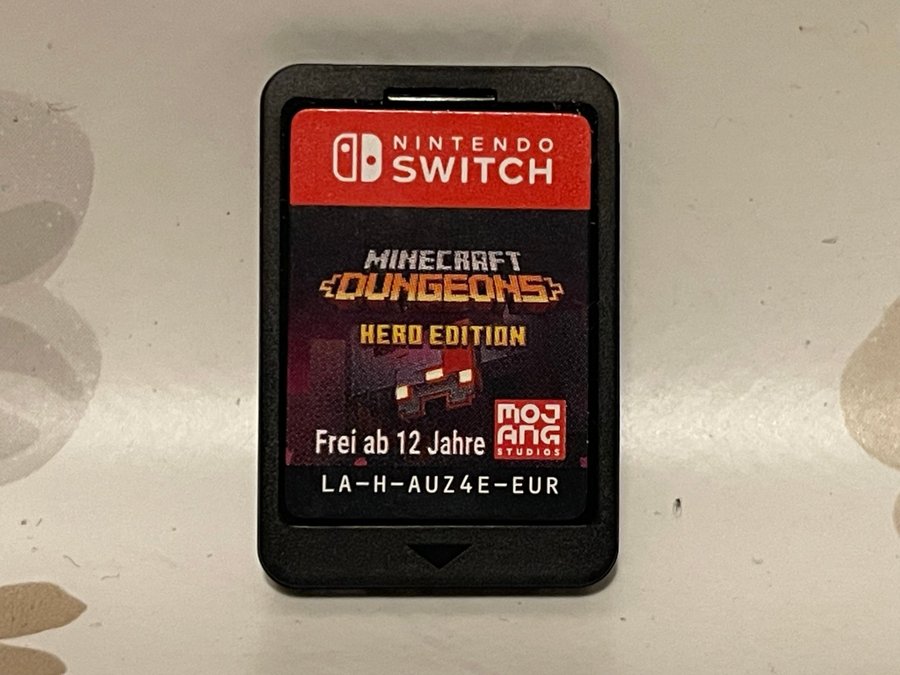 NINTENDO
SWITCH
MINECRAFT
DUNGEONS
HERO EDITION
Frei ab 12 Jahre
MOJ
ANG
STUDIOS
LA-H-AUZ4E-EUR